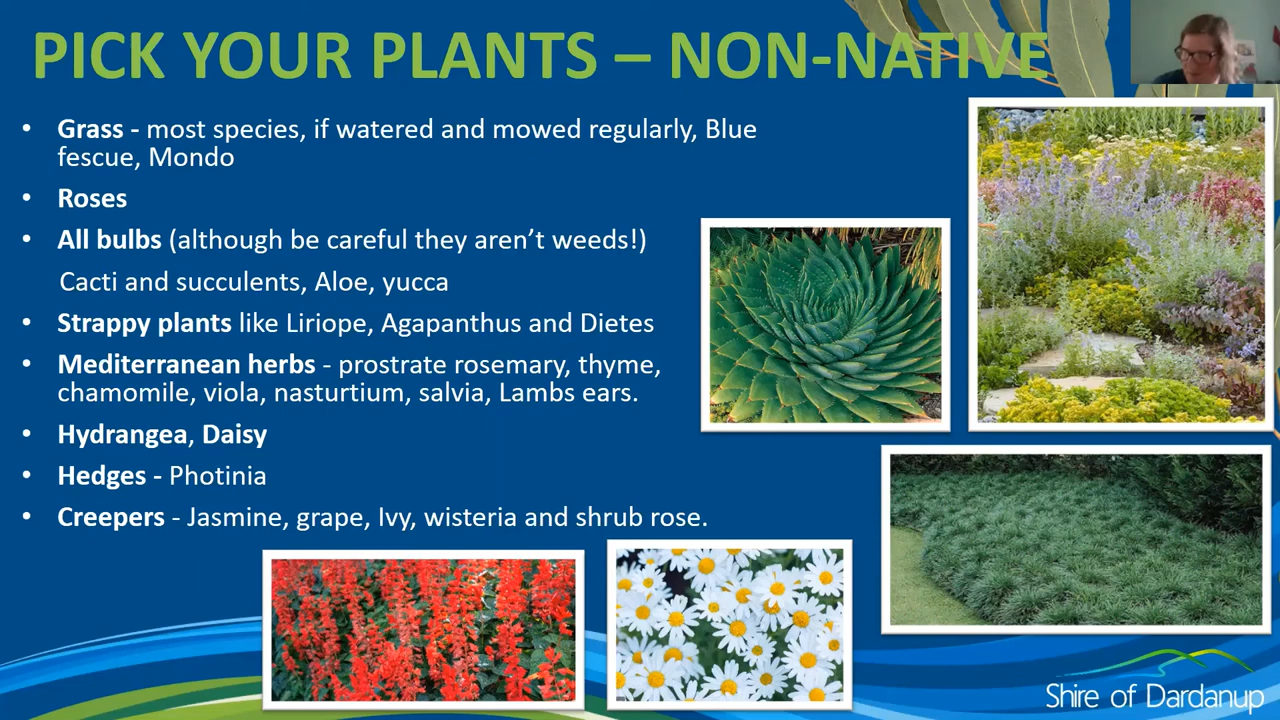 PICK YOUR PLANTS – NON-NATIVE
• Grass - most species, if watered and mowed regularly, Blue
fescue, Mondo
• Roses
• All bulbs (although be careful they aren't weeds!)
Cacti and succulents, Aloe, yucca
• Strappy plants like Liriope, Agapanthus and Dietes
• Mediterranean herbs - prostrate rosemary, thyme,
chamomile, viola, nasturtium, salvia, Lambs ears.
• Hydrangea, Daisy
• Hedges - Photinia
• Creepers - Jasmine, grape, Ivy, wisteria and shrub rose.
Shire of Dardanup